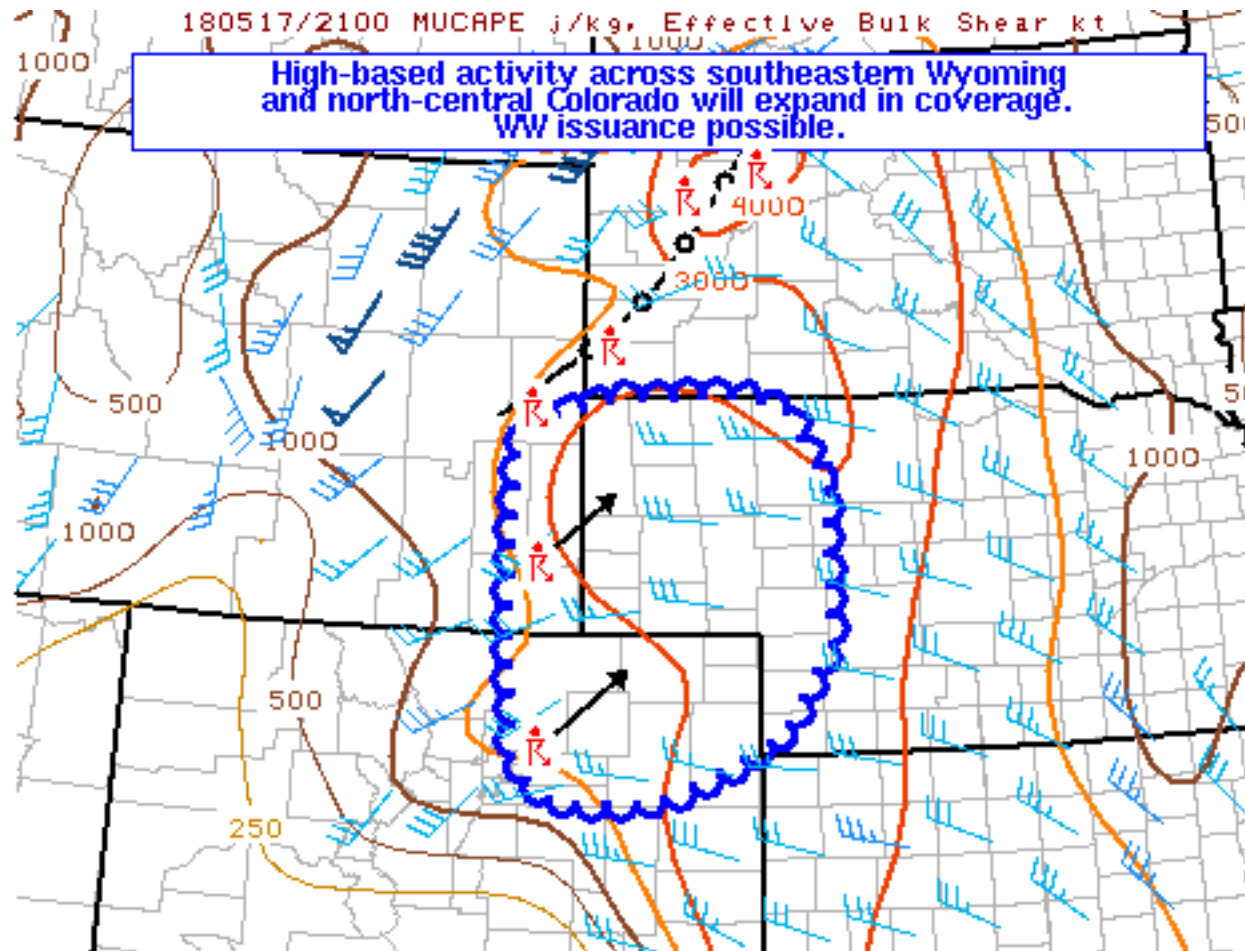 180517/2100 MUCAPE j/kg, Effective Bulk Shear kt
1000
1000
High-based activity across southeastern Wyoming
and north-central Colorado will expand in coverage.
WW issuance possible.
4000
3000
500
1000
1000
1000
500
250